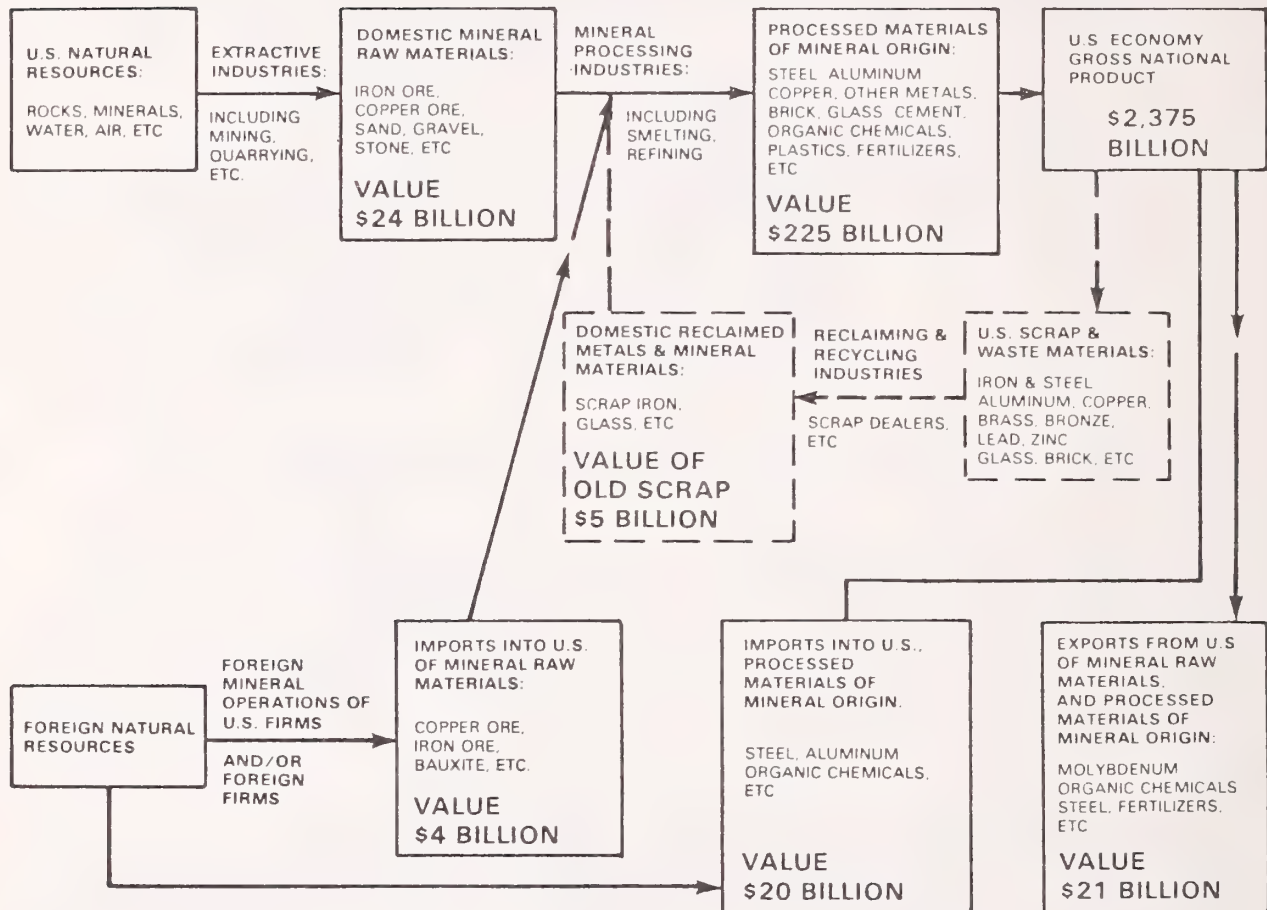 U.S. NATURAL
RESOURCES:
ROCKS, MINERALS,
WATER, AIR, ETC
EXTRACTIVE
INDUSTRIES:
INCLUDING
MINING,
QUARRYING,
ETC.
DOMESTIC MINERAL
RAW MATERIALS:
IRON ORE,
COPPER ORE,
SAND, GRAVEL,
STONE, ETC
VALUE
$24 BILLION
MINERAL
PROCESSING
INDUSTRIES:
INCLUDING
SMELTING,
REFINING
PROCESSED MATERIALS
OF MINERAL ORIGIN:
STEEL ALUMINUM
COPPER, OTHER METALS,
BRICK, GLASS CEMENT,
ORGANIC CHEMICALS,
PLASTICS, FERTILIZERS,
ETC
VALUE
$225 BILLION
U.S ECONOMY
GROSS NATIONAL
PRODUCT
$2,375
BILLION
DOMESTIC RECLAIMED
METALS & MINERAL
MATERIALS:
SCRAP IRON,
GLASS, ETC
VALUE OF
OLD SCRAP
$5 BILLION
RECLAIMING &
RECYCLING
INDUSTRIES
SCRAP DEALERS,
ETC
U.S. SCRAP &
WASTE MATERIALS:
IRON & STEEL
ALUMINUM, COPPER,
BRASS, BRONZE,
LEAD, ZINC
GLASS, BRICK, ETC
FOREIGN NATURAL
RESOURCES
FOREIGN
MINERAL
OPERATIONS OF
U.S. FIRMS
AND/OR
FOREIGN
FIRMS
IMPORTS INTO U.S.
OF MINERAL RAW
MATERIALS:
COPPER ORE,
IRON ORE,
BAUXITE, ETC.
VALUE
$4 BILLION
IMPORTS INTO U.S.,
PROCESSED
MATERIALS OF
MINERAL ORIGIN.
STEEL, ALUMINUM
ORGANIC CHEMICALS,
ETC
VALUE
$20 BILLION
EXPORTS FROM U.S
OF MINERAL RAW
MATERIALS,
AND PROCESSED
MATERIALS OF
MINERAL ORIGIN:
MOLYBDENUM
ORGANIC CHEMICALS
STEEL, FERTILIZERS,
ETC
VALUE
$21 BILLION